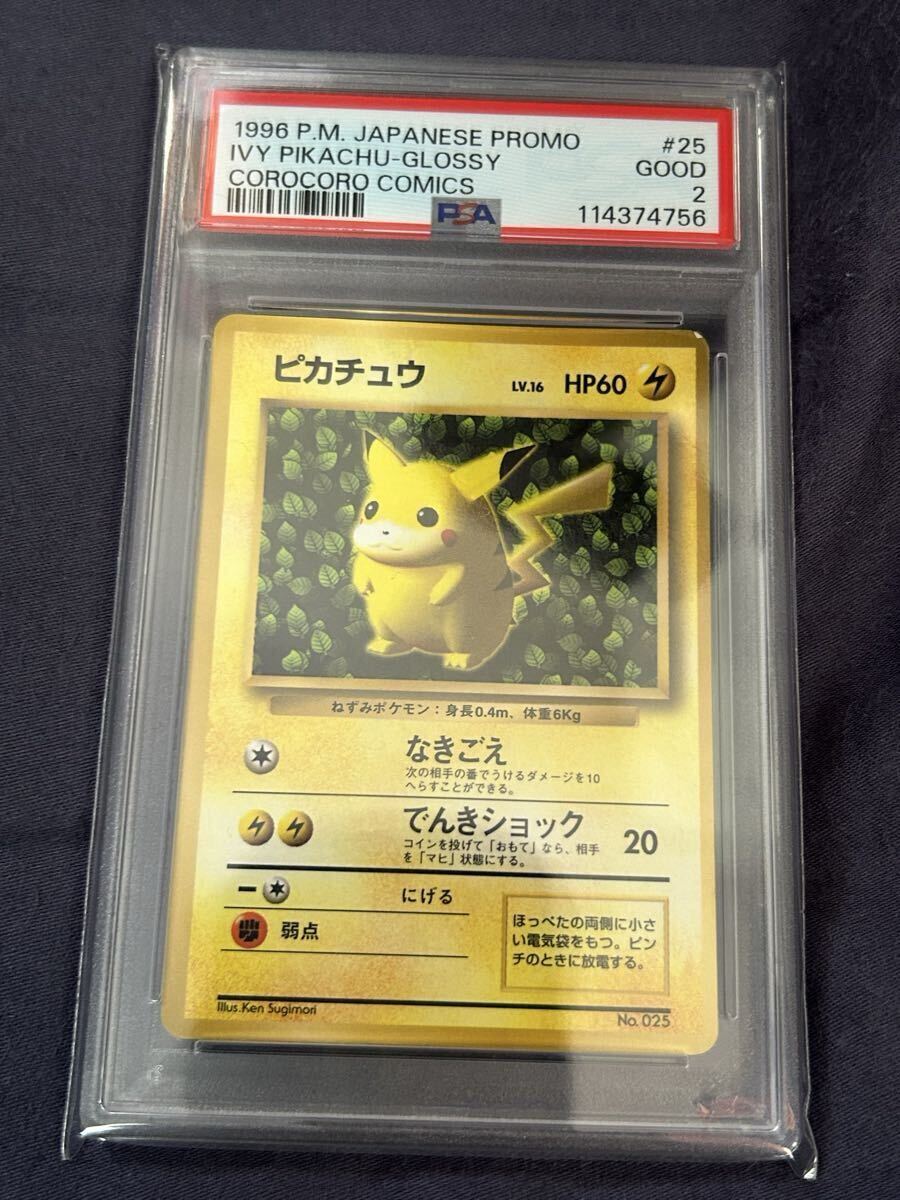 1996 P.M. JAPANESE PROMO #25
IVY PIKACHU-GLOSSY GOOD
COROCORO COMICS 2
PSA 114374756
ピカチュウ LV.16 HP60
ねずみポケモン：身長0.4m、体重6Kg
なきごえ
次の相手の番でうけるダメージを10
へらすことができる。
でんきショック 20
コインを投げて「おもて」なら、相手
を「マヒ」状態にする。
にげる
弱点
ほっぺたの両側に小さ
い電気袋をもつ。ピン
チのときに放電する。
Illus.Ken Sugimori
No.025